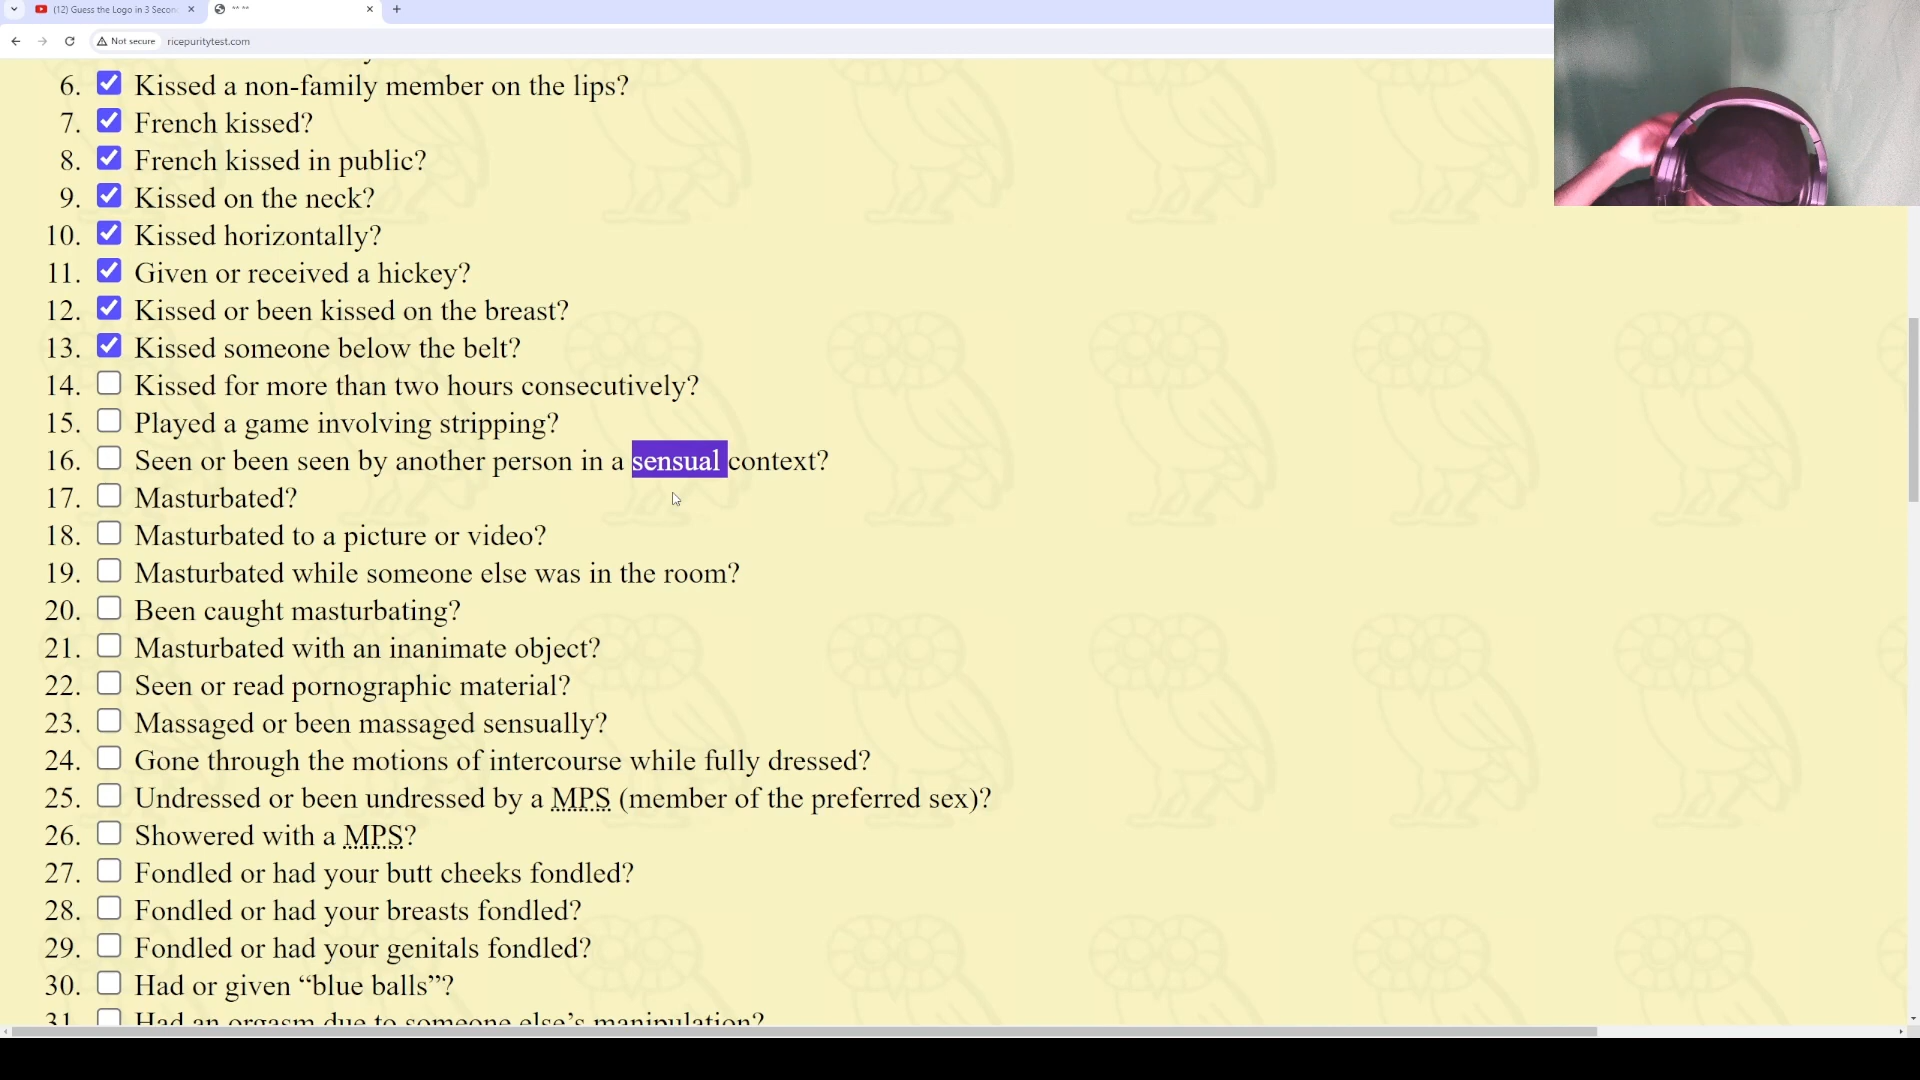 (12) Guess the Logo in 3 Secon
** **
Not secure
ricepuritytest.com
6. Kissed a non-family member on the lips?
7. French kissed?
8. French kissed in public?
9. Kissed on the neck?
10. Kissed horizontally?
11. Given or received a hickey?
12. Kissed or been kissed on the breast?
13. Kissed someone below the belt?
14. Kissed for more than two hours consecutively?
15. Played a game involving stripping?
16. Seen or been seen by another person in a sensual context?
17. Masturbated?
18. Masturbated to a picture or video?
19. Masturbated while someone else was in the room?
20. Been caught masturbating?
21. Masturbated with an inanimate object?
22. Seen or read pornographic material?
23. Massaged or been massaged sensually?
24. Gone through the motions of intercourse while fully dressed?
25. Undressed or been undressed by a MPS (member of the preferred sex)?
26. Showered with a MPS?
27. Fondled or had your butt cheeks fondled?
28. Fondled or had your breasts fondled?
29. Fondled or had your genitals fondled?
30. Had or given “blue balls”?
31. Had an orgasm due to someone else’s manipulation?